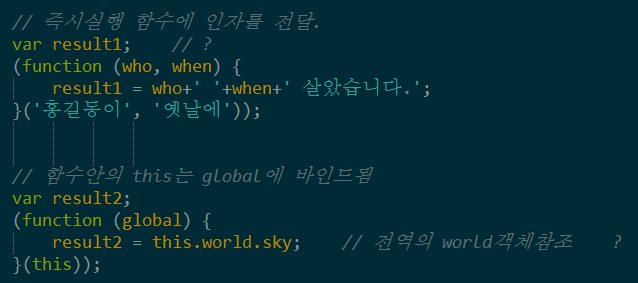 // 즉시실행 함수에 인자를 전달.
var result1;    // ?
(function (who, when) {
    result1 = who+' '+when+' 살았습니다.';
}('홍길동이', '옛날에'));
// 함수안의 this는 global에 바인드됨
var result2;
(function (global) {
    result2 = this.world.sky;    // 전역의 world객체참조    ?
}(this));